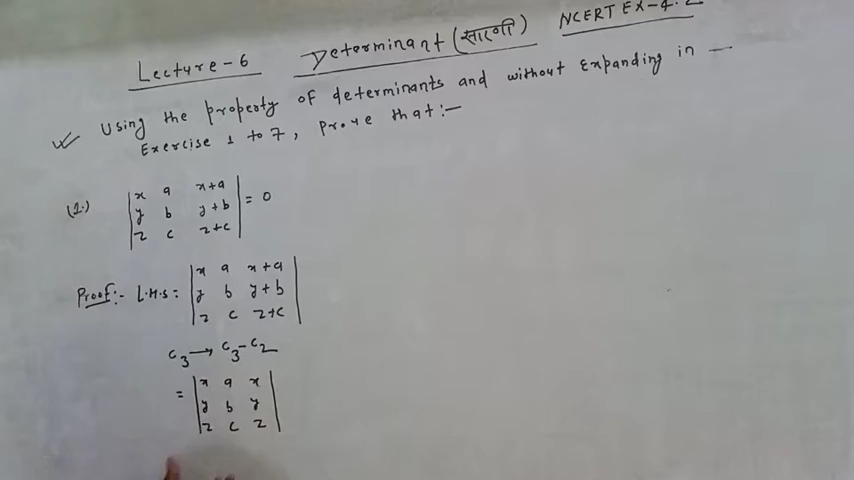 Lecture-6 Determinant (सारणी) NCERT EX-4.2
Using the property of determinants and without Expanding in —
Exercise 1 to 7, Prove that:—
(1.) | x a x+a |
| y b y+b | = 0
| z c z+c |
Proof:- L.H.S = | x a x+a |
| y b y+b |
| z c z+c |
C3 → C3-C2
= | x a x |
| y b y |
| z c z |